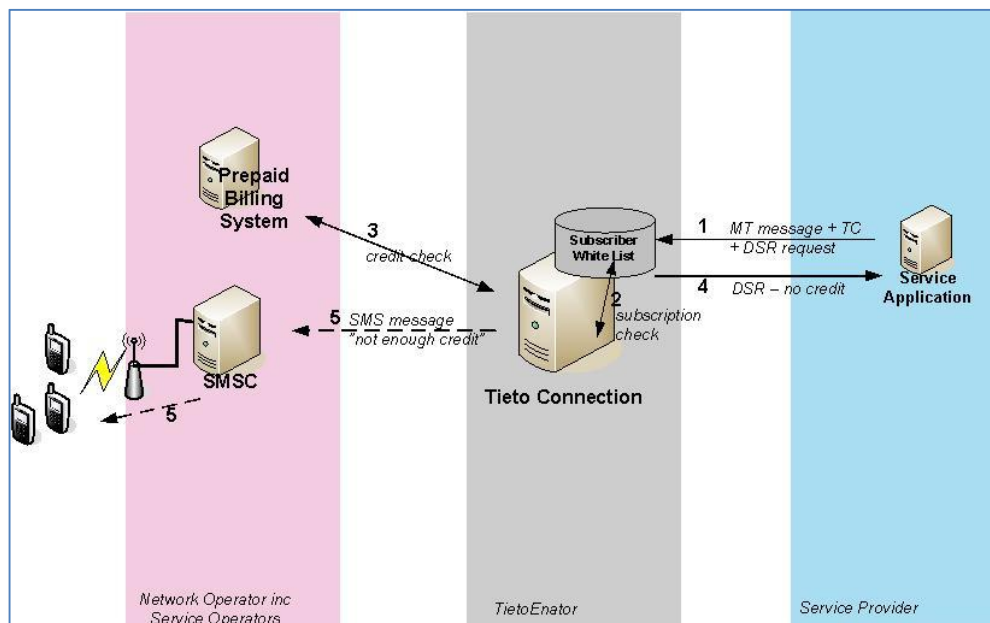 Prepaid
Billing
System
3
credit check
Subscriber
White List
1
MT message + TC
+ DSR request
4
DSR – no credit
Service
Application
2
subscription
check
5
SMS message
"not enough credit"
SMSC
5
Tieto Connection
Network Operator inc
Service Operators
TietoEnator
Service Provider